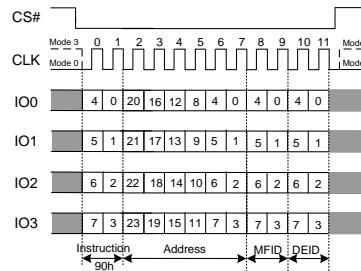 CS#
Mode 3 0 1 2 3 4 5 6 7 8 9 10 11 Mode
CLK
Mode 0 Mode
IO0 4 0 20 16 12 8 4 0 4 0 4 0
IO1 5 1 21 17 13 9 5 1 5 1 5 1
IO2 6 2 22 18 14 10 6 2 6 2 6 2
IO3 7 3 23 19 15 11 7 3 7 3 7 3
Instruction Address MFID DEID
90h